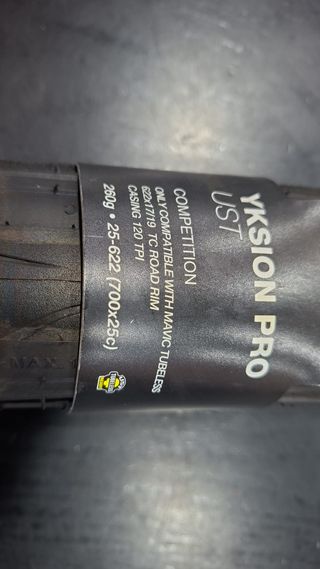 YKSION PRO
UST
COMPETITION
ONLY COMPATIBLE WITH MAVIC TUBELESS
622x17/19 TC ROAD RIM
CASING 120 TPI
260g • 25-622 (700x25c)
MAX